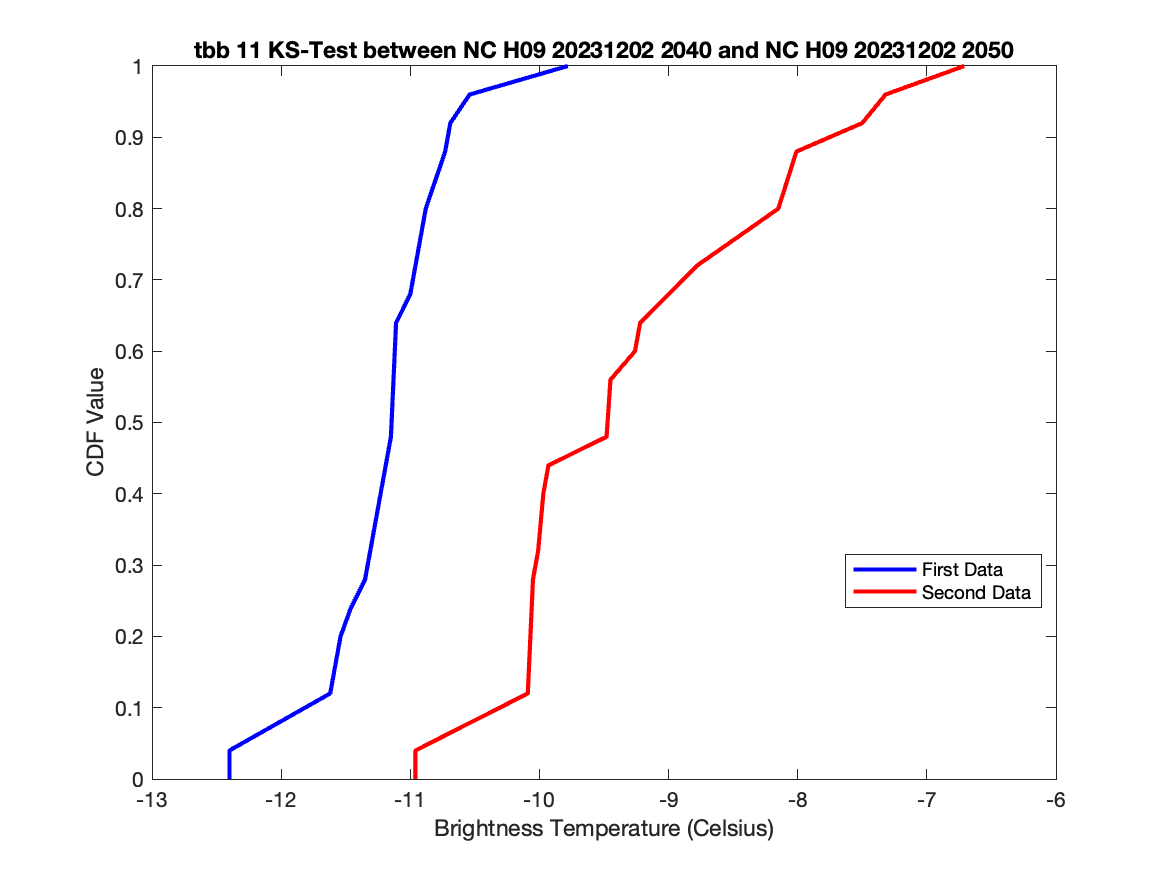 tbb 11 KS-Test between NC H09 20231202 2040 and NC H09 20231202 2050
1
0.9
0.8
0.7
0.6
0.5
0.4
0.3
0.2
0.1
0
CDF Value
First Data
Second Data
-13 -12 -11 -10 -9 -8 -7 -6
Brightness Temperature (Celsius)